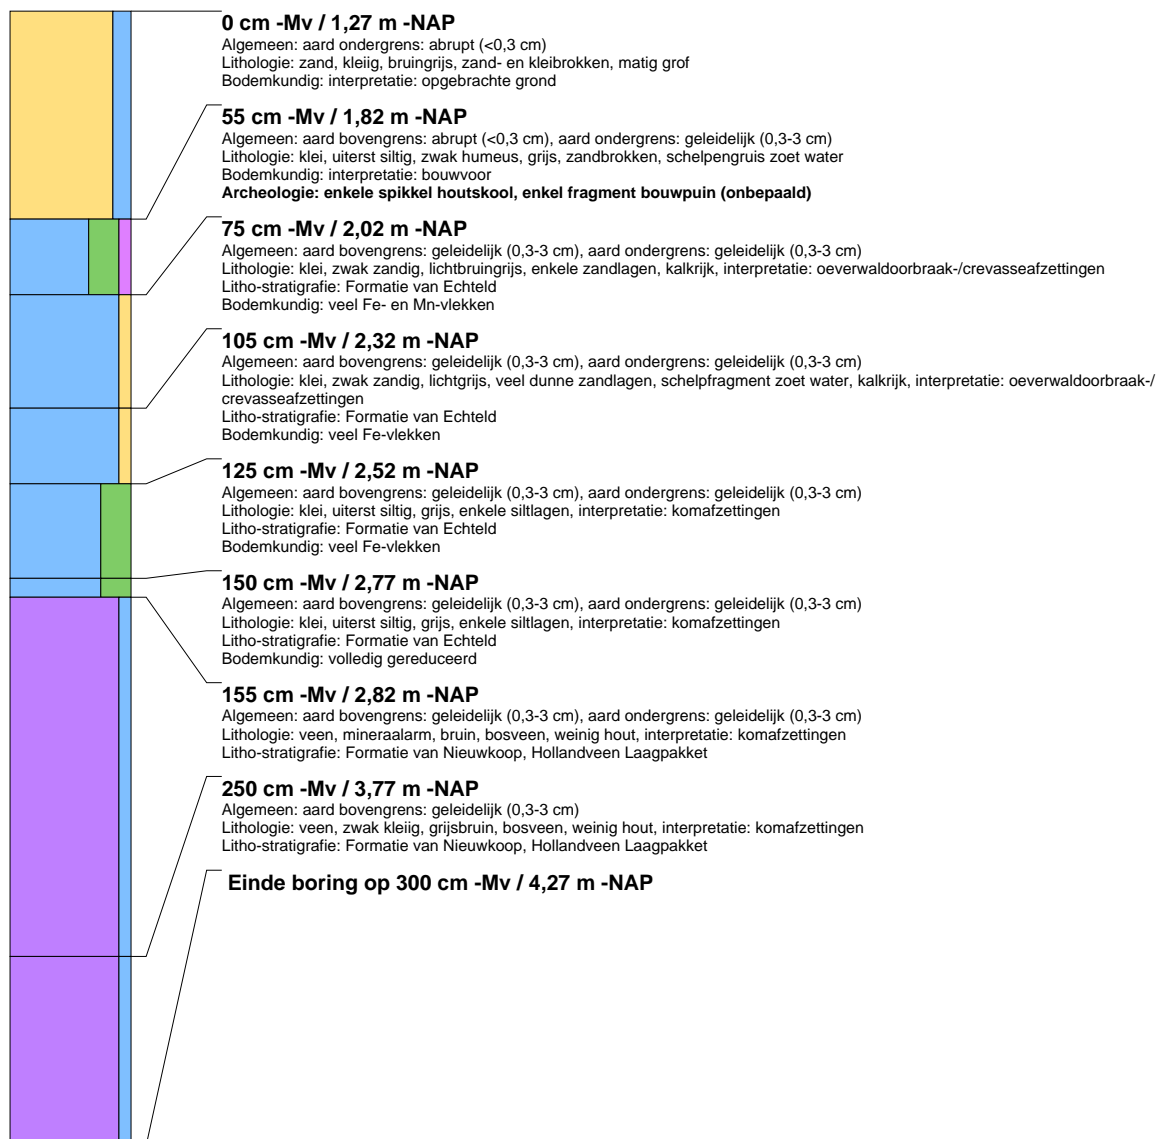 0 cm -Mv / 1,27 m -NAP
Algemeen: aard ondergrens: abrupt (<0,3 cm)
Lithologie: zand, kleiig, bruingrijs, zand- en kleibrokken, matig grof
Bodemkundig: interpretatie: opgebrachte grond
55 cm -Mv / 1,82 m -NAP
Algemeen: aard bovengrens: abrupt (<0,3 cm), aard ondergrens: geleidelijk (0,3-3 cm)
Lithologie: klei, uiterst siltig, zwak humeus, grijs, zandbrokken, schelpengruis zoet water
Bodemkundig: interpretatie: bouwvoor
Archeologie: enkele spikkel houtskool, enkel fragment bouwpuin (onbepaald)
75 cm -Mv / 2,02 m -NAP
Algemeen: aard bovengrens: geleidelijk (0,3-3 cm), aard ondergrens: geleidelijk (0,3-3 cm)
Lithologie: klei, zwak zandig, lichtbruingrijs, enkele zandlagen, kalkrijk, interpretatie: oeverwaldoorbraak-/crevasseafzettingen
Litho-stratigrafie: Formatie van Echteld
Bodemkundig: veel Fe- en Mn-vlekken
105 cm -Mv / 2,32 m -NAP
Algemeen: aard bovengrens: geleidelijk (0,3-3 cm), aard ondergrens: geleidelijk (0,3-3 cm)
Lithologie: klei, zwak zandig, lichtgrijs, veel dunne zandlagen, schelpfragment zoet water, kalkrijk, interpretatie: oeverwaldoorbraak-/
crevasseafzettingen
Litho-stratigrafie: Formatie van Echteld
Bodemkundig: veel Fe-vlekken
125 cm -Mv / 2,52 m -NAP
Algemeen: aard bovengrens: geleidelijk (0,3-3 cm), aard ondergrens: geleidelijk (0,3-3 cm)
Lithologie: klei, uiterst siltig, grijs, enkele siltlagen, interpretatie: komafzettingen
Litho-stratigrafie: Formatie van Echteld
Bodemkundig: veel Fe-vlekken
150 cm -Mv / 2,77 m -NAP
Algemeen: aard bovengrens: geleidelijk (0,3-3 cm), aard ondergrens: geleidelijk (0,3-3 cm)
Lithologie: klei, uiterst siltig, grijs, enkele siltlagen, interpretatie: komafzettingen
Litho-stratigrafie: Formatie van Echteld
Bodemkundig: volledig gereduceerd
155 cm -Mv / 2,82 m -NAP
Algemeen: aard bovengrens: geleidelijk (0,3-3 cm), aard ondergrens: geleidelijk (0,3-3 cm)
Lithologie: veen, mineraalarm, bruin, bosveen, weinig hout, interpretatie: komafzettingen
Litho-stratigrafie: Formatie van Nieuwkoop, Hollandveen Laagpakket
250 cm -Mv / 3,77 m -NAP
Algemeen: aard bovengrens: geleidelijk (0,3-3 cm)
Lithologie: veen, zwak kleiig, grijsbruin, bosveen, weinig hout, interpretatie: komafzettingen
Litho-stratigrafie: Formatie van Nieuwkoop, Hollandveen Laagpakket
Einde boring op 300 cm -Mv / 4,27 m -NAP